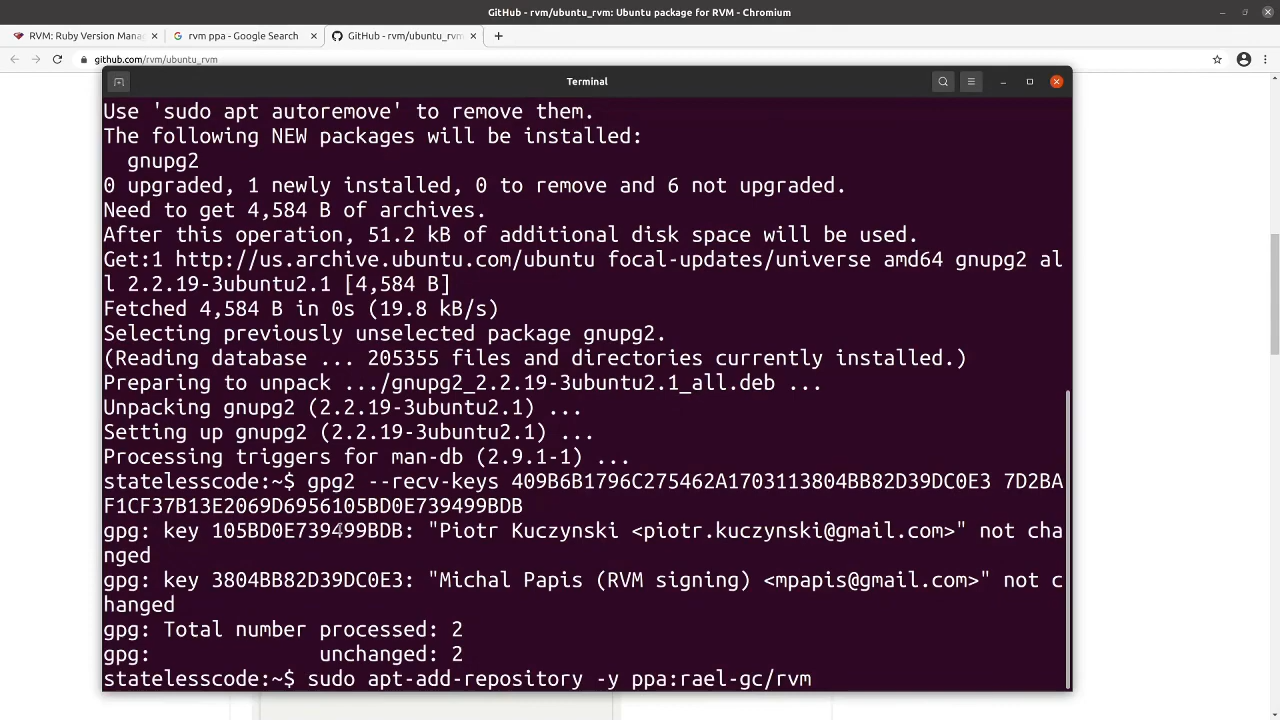 GitHub - rvm/ubuntu_rvm: Ubuntu package for RVM - Chromium
RVM: Ruby Version Mana
rvm ppa - Google Search
GitHub - rvm/ubuntu_rvm:
github.com/rvm/ubuntu_rvm
Terminal
Use 'sudo apt autoremove' to remove them.
The following NEW packages will be installed:
gnupg2
0 upgraded, 1 newly installed, 0 to remove and 6 not upgraded.
Need to get 4,584 B of archives.
After this operation, 51.2 kB of additional disk space will be used.
Get:1 http://us.archive.ubuntu.com/ubuntu focal-updates/universe amd64 gnupg2 al
l 2.2.19-3ubuntu2.1 [4,584 B]
Fetched 4,584 B in 0s (19.8 kB/s)
Selecting previously unselected package gnupg2.
(Reading database ... 205355 files and directories currently installed.)
Preparing to unpack .../gnupg2_2.2.19-3ubuntu2.1_all.deb ...
Unpacking gnupg2 (2.2.19-3ubuntu2.1) ...
Setting up gnupg2 (2.2.19-3ubuntu2.1) ...
Processing triggers for man-db (2.9.1-1) ...
statelesscode:~$ gpg2 --recv-keys 409B6B1796C275462A1703113804BB82D39DC0E3 7D2BA
F1CF37B13E2069D6956105BD0E739499BDB
gpg: key 105BD0E739499BDB: "Piotr Kuczynski <piotr.kuczynski@gmail.com>" not cha
nged
gpg: key 3804BB82D39DC0E3: "Michal Papis (RVM signing) <mpapis@gmail.com>" not c
hanged
gpg: Total number processed: 2
gpg:              unchanged: 2
statelesscode:~$ sudo apt-add-repository -y ppa:rael-gc/rvm